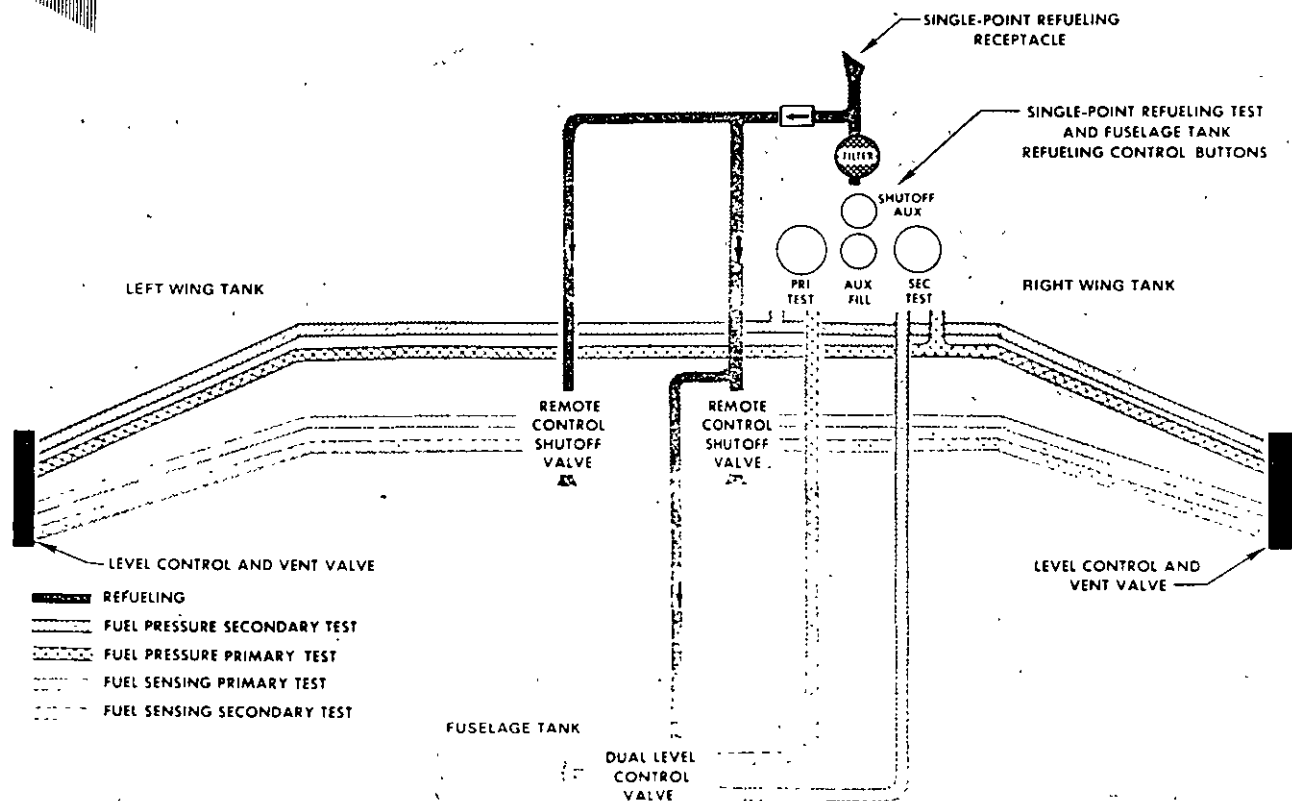 SINGLE-POINT REFUELING
RECEPTACLE
SINGLE-POINT REFUELING TEST
AND FUSELAGE TANK
REFUELING CONTROL BUTTONS
FILTER
SHUTOFF
AUX
LEFT WING TANK
PRI
TEST
AUX
FILL
SEC
TEST
RIGHT WING TANK
REMOTE
CONTROL
SHUTOFF
VALVE
REMOTE
CONTROL
SHUTOFF
VALVE
LEVEL CONTROL AND VENT VALVE
LEVEL CONTROL AND
VENT VALVE
REFUELING
FUEL PRESSURE SECONDARY TEST
FUEL PRESSURE PRIMARY TEST
FUEL SENSING PRIMARY TEST
FUEL SENSING SECONDARY TEST
FUSELAGE TANK
DUAL LEVEL
CONTROL
VALVE